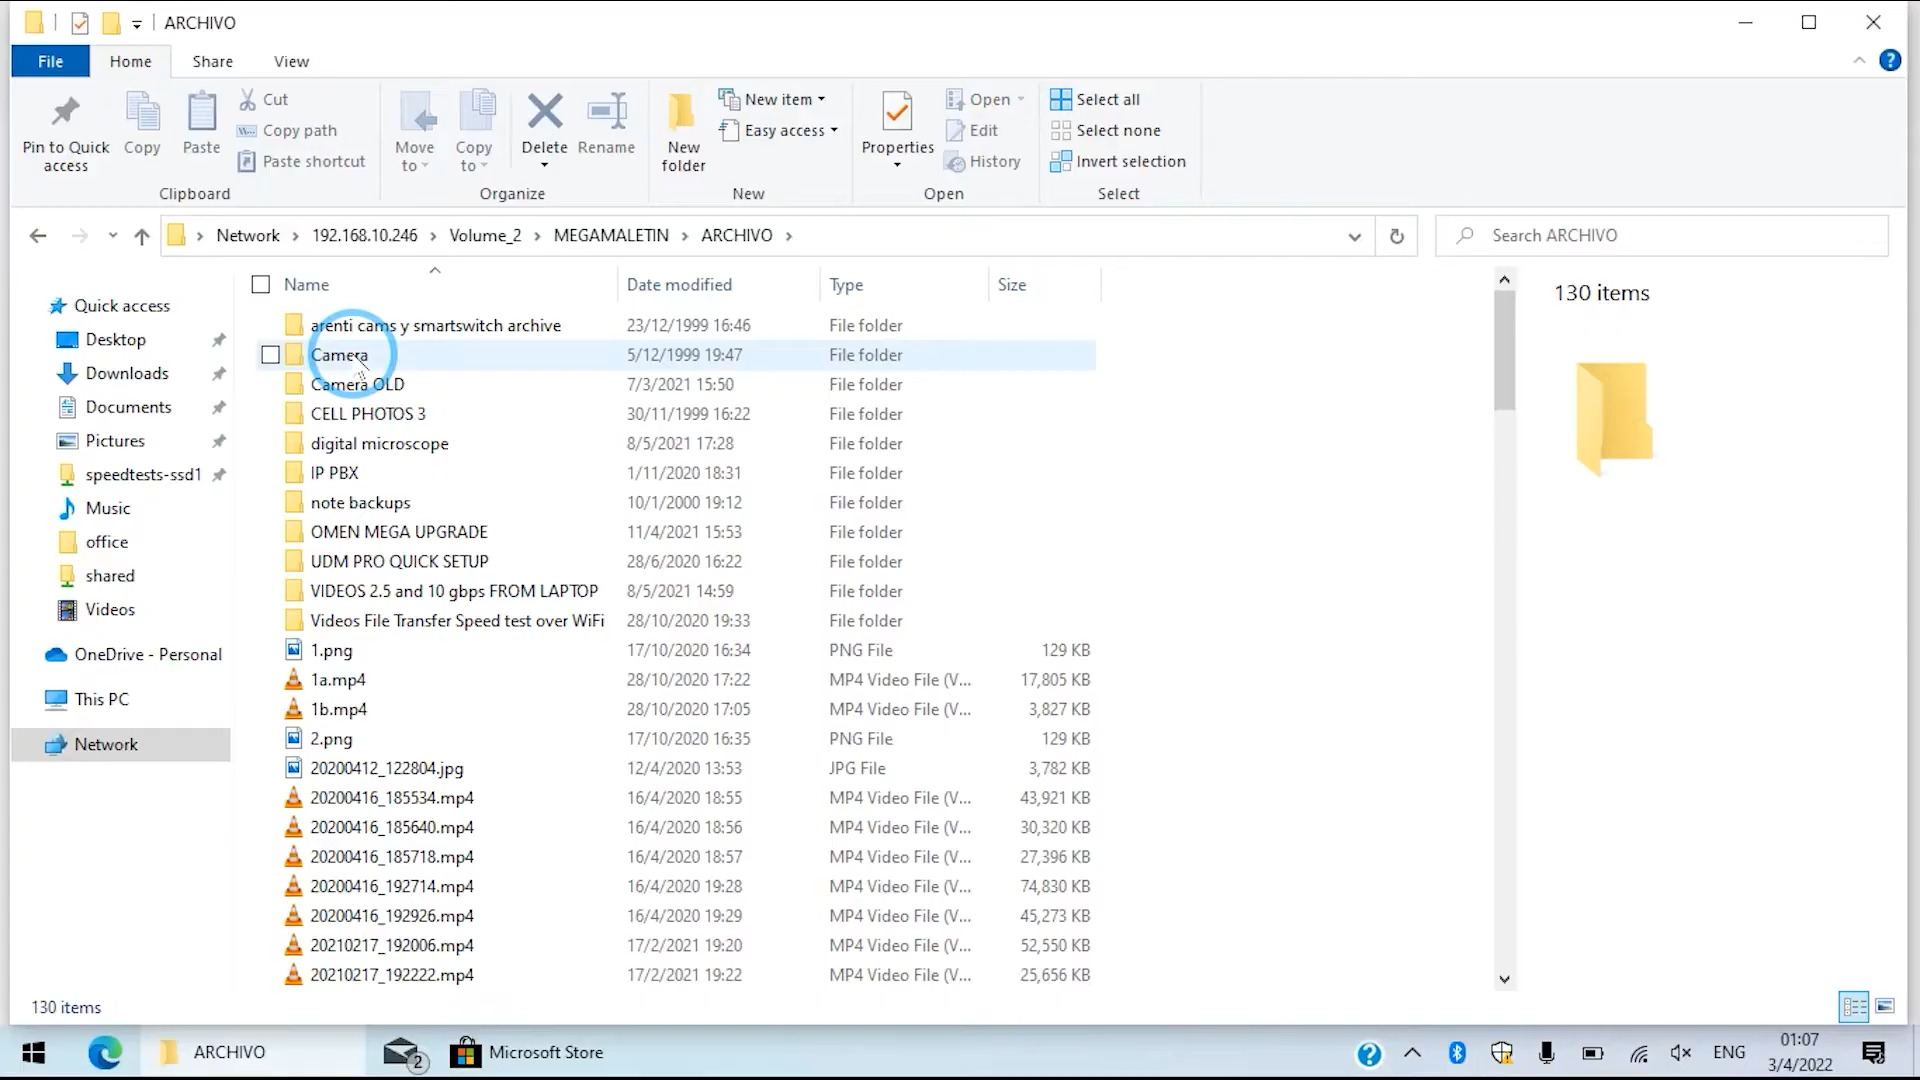 ARCHIVO
File
Home
Share
View
Pin to Quick
access
Copy
Paste
Cut
Copy path
Paste shortcut
Clipboard
Move
to
Copy
to
Delete
Rename
Organize
New
folder
New item
Easy access
New
Properties
Open
Edit
History
Open
Select all
Select none
Invert selection
Select
Network
192.168.10.246
Volume_2
MEGAMALETIN
ARCHIVO
Search ARCHIVO
Quick access
Desktop
Downloads
Documents
Pictures
speedtests-ssd1
Music
office
shared
Videos
OneDrive - Personal
This PC
Network
Name Date modified Type Size
arenti cams y smartswitch archive 23/12/1999 16:46 File folder
Camera 5/12/1999 19:47 File folder
Camera OLD 7/3/2021 15:50 File folder
CELL PHOTOS 3 30/11/1999 16:22 File folder
digital microscope 8/5/2021 17:28 File folder
IP PBX 1/11/2020 18:31 File folder
note backups 10/1/2000 19:12 File folder
OMEN MEGA UPGRADE 11/4/2021 15:53 File folder
UDM PRO QUICK SETUP 28/6/2020 16:22 File folder
VIDEOS 2.5 and 10 gbps FROM LAPTOP 8/5/2021 14:59 File folder
Videos File Transfer Speed test over WiFi 28/10/2020 19:33 File folder
1.png 17/10/2020 16:34 PNG File 129 KB
1a.mp4 28/10/2020 17:22 MP4 Video File (V... 17,805 KB
1b.mp4 28/10/2020 17:05 MP4 Video File (V... 3,827 KB
2.png 17/10/2020 16:35 PNG File 129 KB
20200412_122804.jpg 12/4/2020 13:53 JPG File 3,782 KB
20200416_185534.mp4 16/4/2020 18:55 MP4 Video File (V... 43,921 KB
20200416_185640.mp4 16/4/2020 18:56 MP4 Video File (V... 30,320 KB
20200416_185718.mp4 16/4/2020 18:57 MP4 Video File (V... 27,396 KB
20200416_192714.mp4 16/4/2020 19:28 MP4 Video File (V... 74,830 KB
20200416_192926.mp4 16/4/2020 19:29 MP4 Video File (V... 45,273 KB
20210217_192006.mp4 17/2/2021 19:20 MP4 Video File (V... 52,550 KB
20210217_192222.mp4 17/2/2021 19:22 MP4 Video File (V... 25,656 KB
130 items
130 items
ARCHIVO
2
Microsoft Store
ENG
01:07
3/4/2022